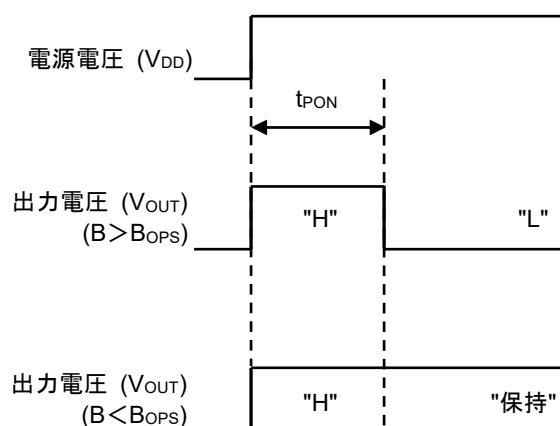 電源電圧 (VDD)
tPON
出力電圧 (VOUT)
(B＞BOPS)
"H"
"L"
出力電圧 (VOUT)
(B＜BOPS)
"H"
"保持"